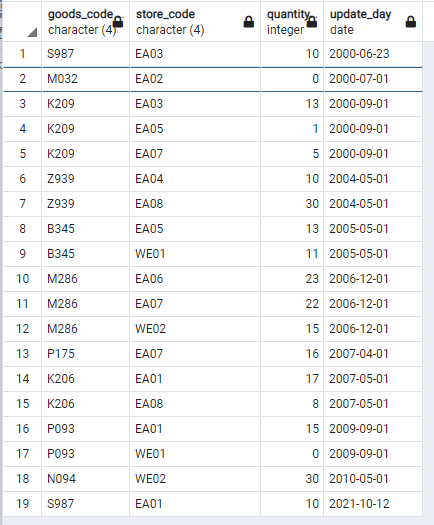 goods_code store_code quantity update_day
character (4) character (4) integer date
1 S987 EA03 10 2000-06-23
2 M032 EA02 0 2000-07-01
3 K209 EA03 13 2000-09-01
4 K209 EA05 1 2000-09-01
5 K209 EA07 5 2000-09-01
6 Z939 EA04 10 2004-05-01
7 Z939 EA08 30 2004-05-01
8 B345 EA05 13 2005-05-01
9 B345 WE01 11 2005-05-01
10 M286 EA06 23 2006-12-01
11 M286 EA07 22 2006-12-01
12 M286 WE02 15 2006-12-01
13 P175 EA07 16 2007-04-01
14 K206 EA01 17 2007-05-01
15 K206 EA08 8 2007-05-01
16 P093 EA01 15 2009-09-01
17 P093 WE01 0 2009-09-01
18 N094 WE02 30 2010-05-01
19 S987 EA01 10 2021-10-12